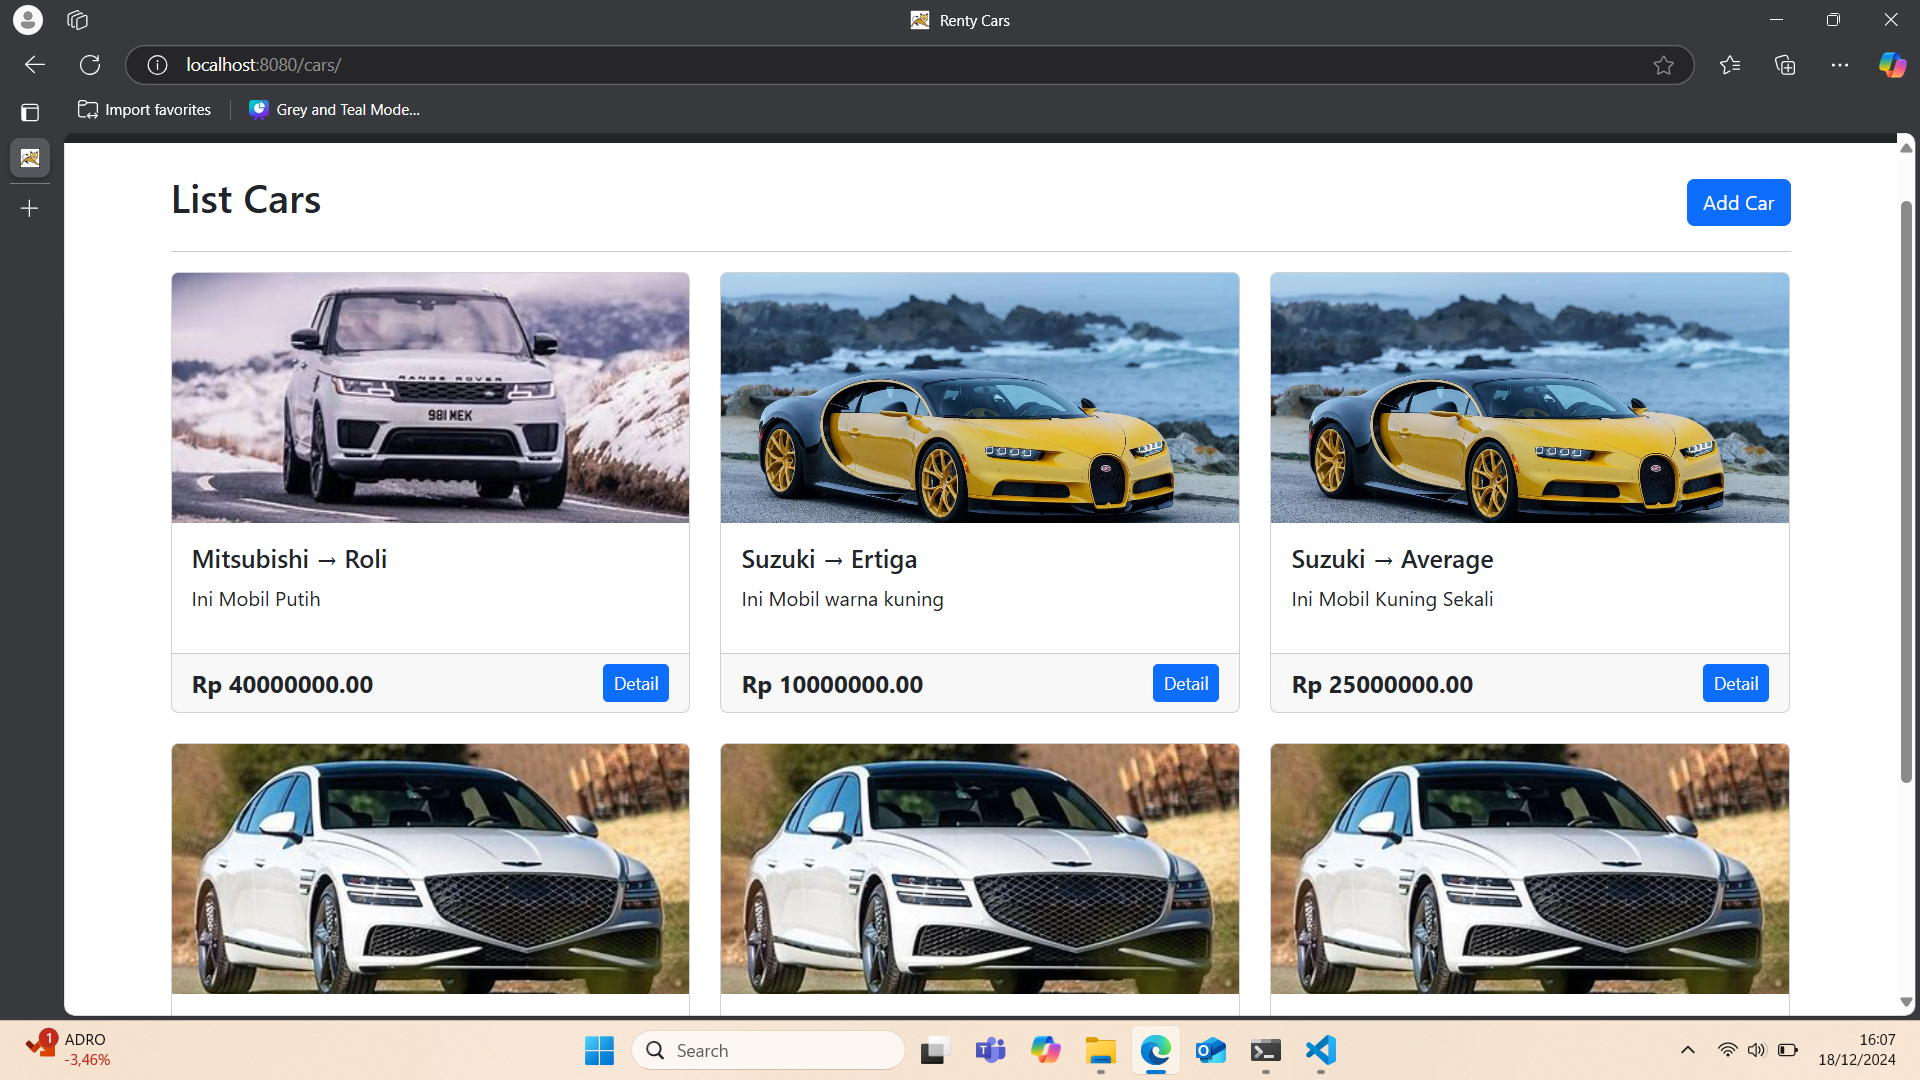 Renty Cars
localhost:8080/cars/
Import favorites
Grey and Teal Mode...
List Cars
Add Car
RANGE ROVER
981 MEK
Mitsubishi → Roli
Ini Mobil Putih
Rp 40000000.00
Detail
Suzuki → Ertiga
Ini Mobil warna kuning
Rp 10000000.00
Detail
Suzuki → Average
Ini Mobil Kuning Sekali
Rp 25000000.00
Detail
1
ADRO
-3,46%
Search
16:07
18/12/2024